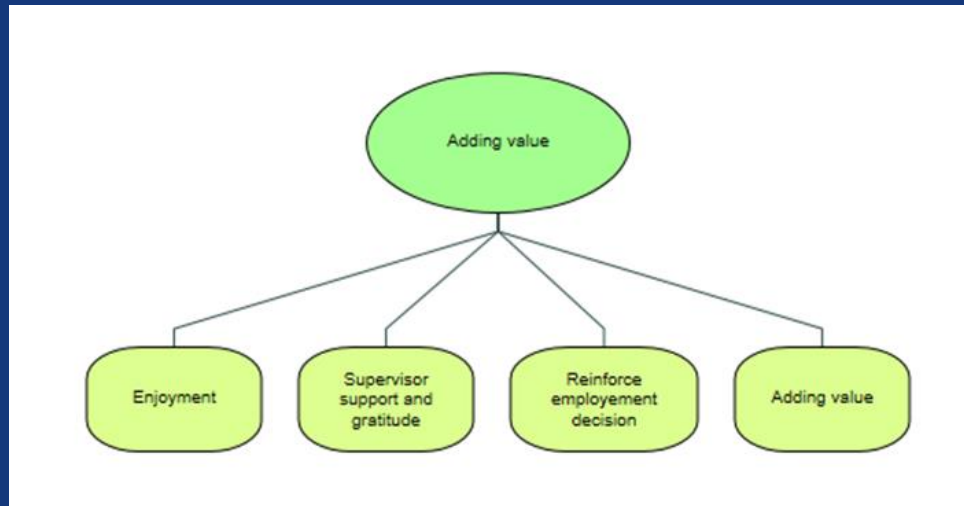 Adding value
Enjoyment
Supervisor
support and
gratitude
Reinforce
employement
decision
Adding value